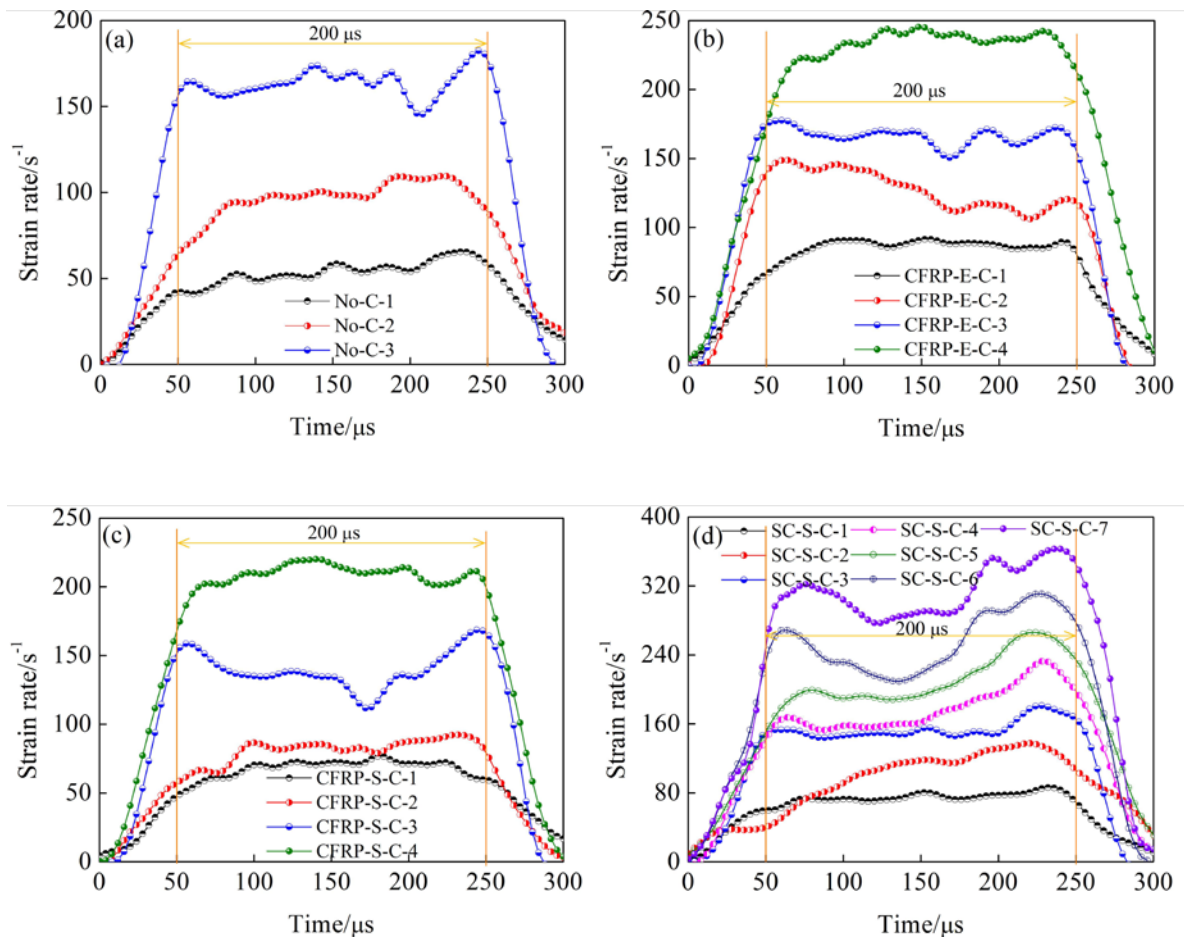 (a)
200 μs
Strain rate/s⁻¹
200
150
100
50
0
No-C-1
No-C-2
No-C-3
0 50 100 150 200 250 300
Time/μs
(b)
200 μs
Strain rate/s⁻¹
250
200
150
100
50
0
CFRP-E-C-1
CFRP-E-C-2
CFRP-E-C-3
CFRP-E-C-4
0 50 100 150 200 250 300
Time/μs
(c)
200 μs
Strain rate/s⁻¹
250
200
150
100
50
0
CFRP-S-C-1
CFRP-S-C-2
CFRP-S-C-3
CFRP-S-C-4
0 50 100 150 200 250 300
Time/μs
(d)
SC-S-C-1 SC-S-C-4 SC-S-C-7
SC-S-C-2 SC-S-C-5
SC-S-C-3 SC-S-C-6
200 μs
Strain rate/s⁻¹
400
320
240
160
80
0
0 50 100 150 200 250 300
Time/μs